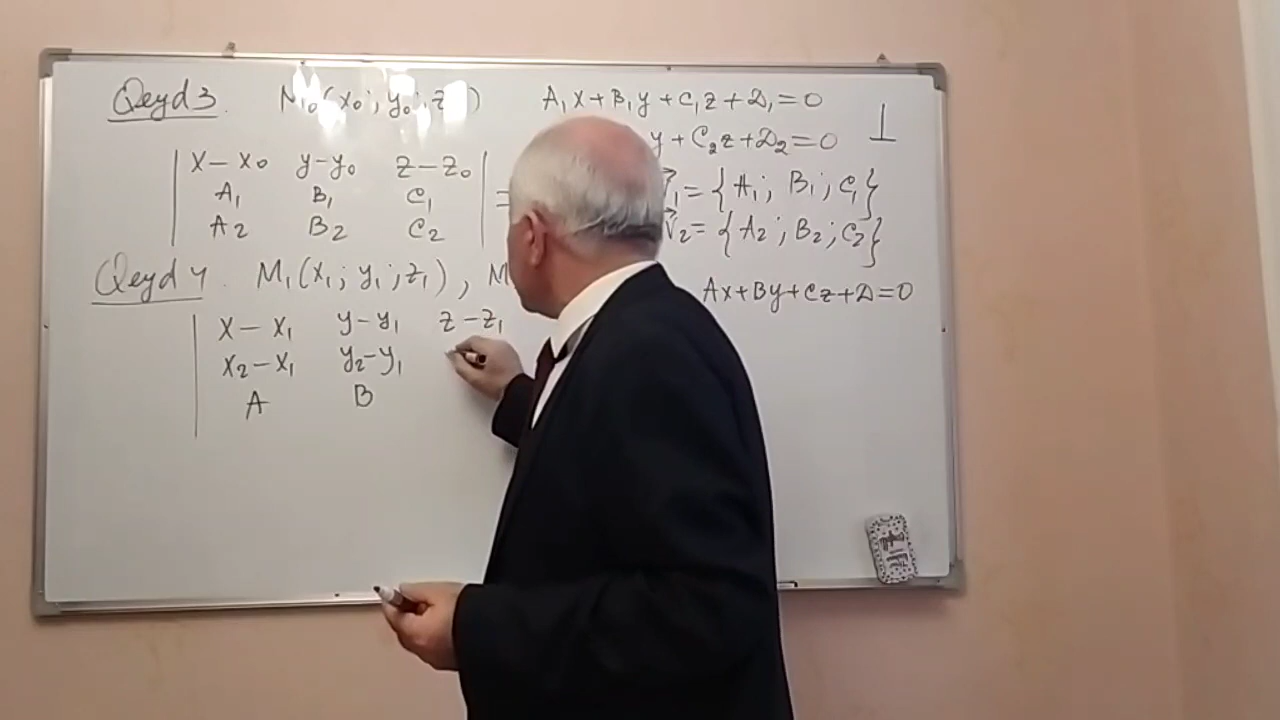 Qeyd 3. M₀(x₀; y₀; z A₁x+B₁y+C₁z+D₁=0
y+C₂z+D₂=0 ⊥
| x−x₀ y−y₀ z−z₀ | =
A₁ B₁ C₁
A₂ B₂ C₂
₁= {A₁; B₁; C₁}
V₂= {A₂; B₂; C₂}
Qeyd 4. M₁(x₁; y₁; z₁), M Ax+By+Cz+D=0
| x−x₁ y−y₁ z−z₁
x₂−x₁ y₂−y₁
A B